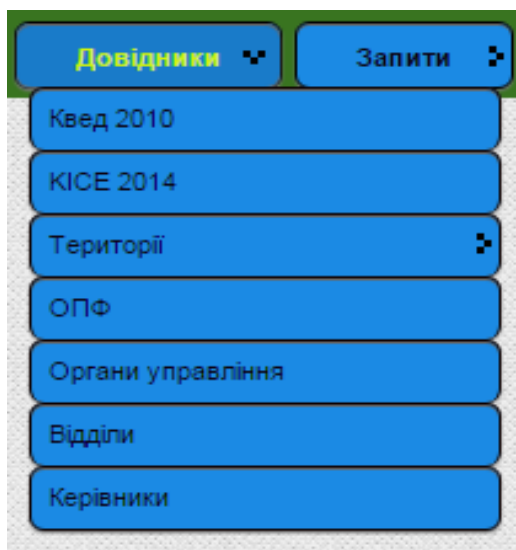 Довідники
Запити
Квед 2010
КІСЕ 2014
Території
ОПФ
Органи управління
Відділи
Керівники